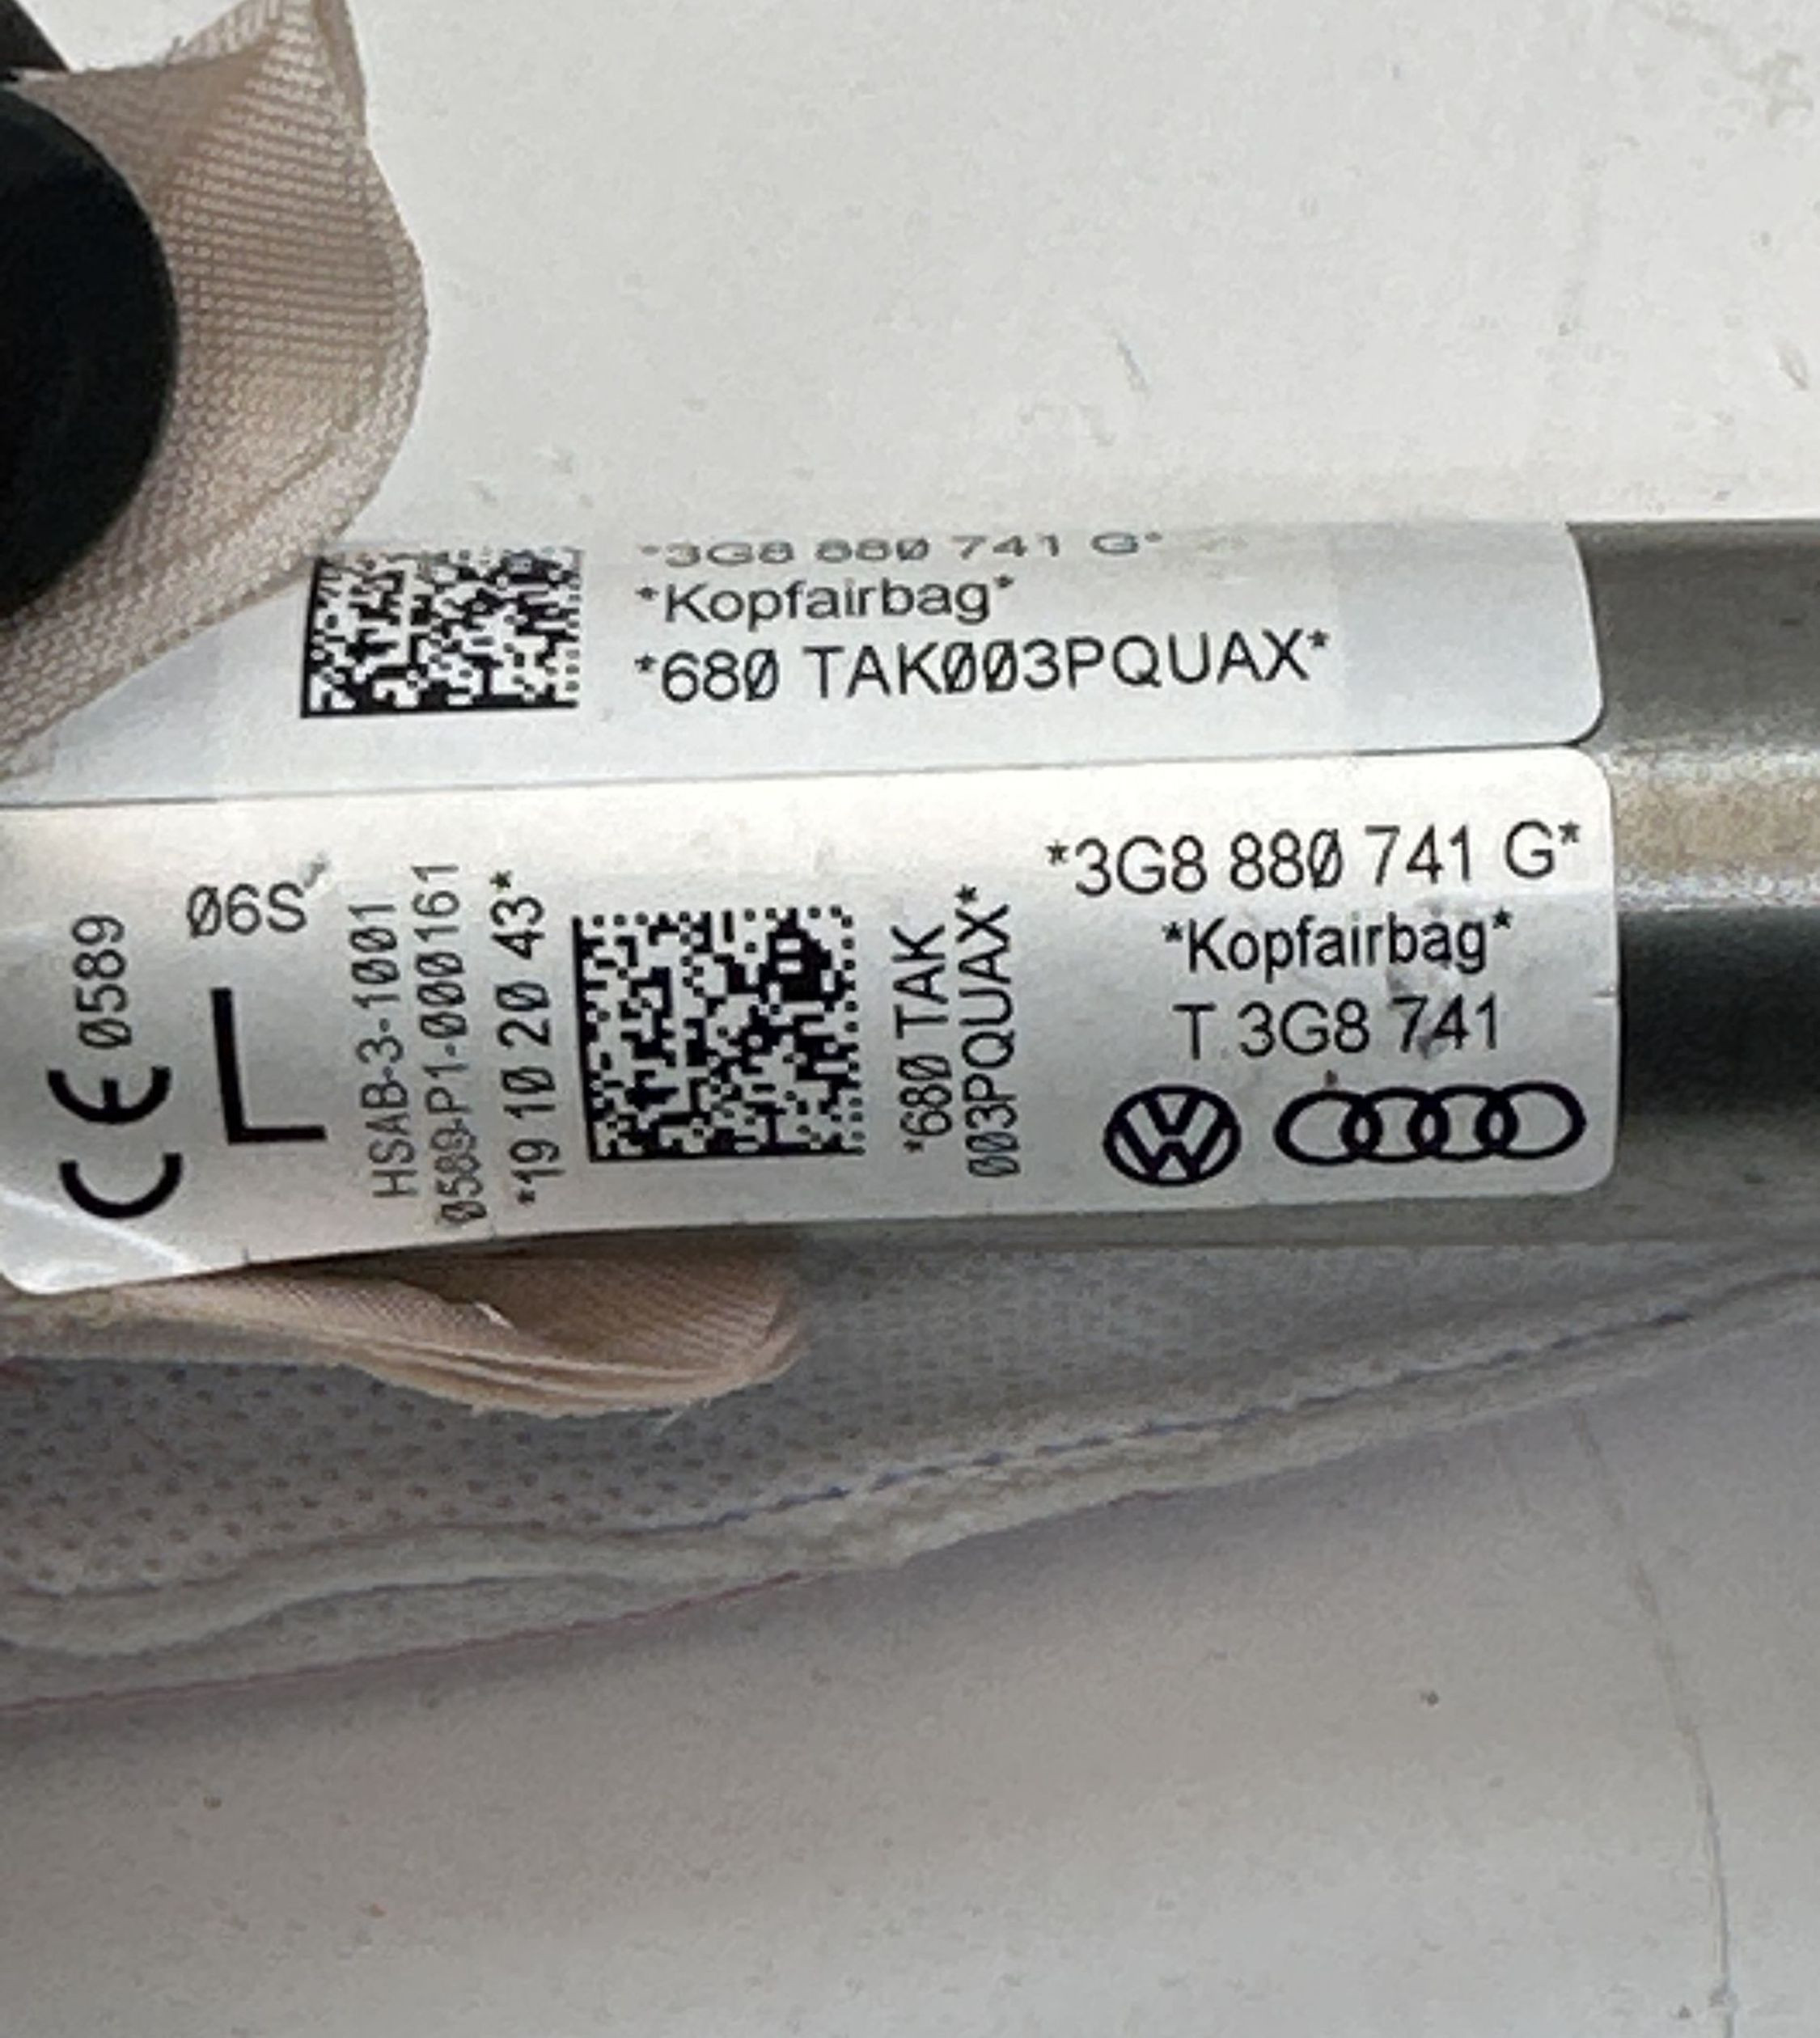 *3G8 880 741 G*
*Kopfairbag*
*680 TAK003PQUAX*
CE 0589
06S
L
HSAB-3-1001
0589-P1-000161
*19 10 20 43*
*680 TAK
003PQUAX*
*3G8 880 741 G*
*Kopfairbag*
T 3G8 741